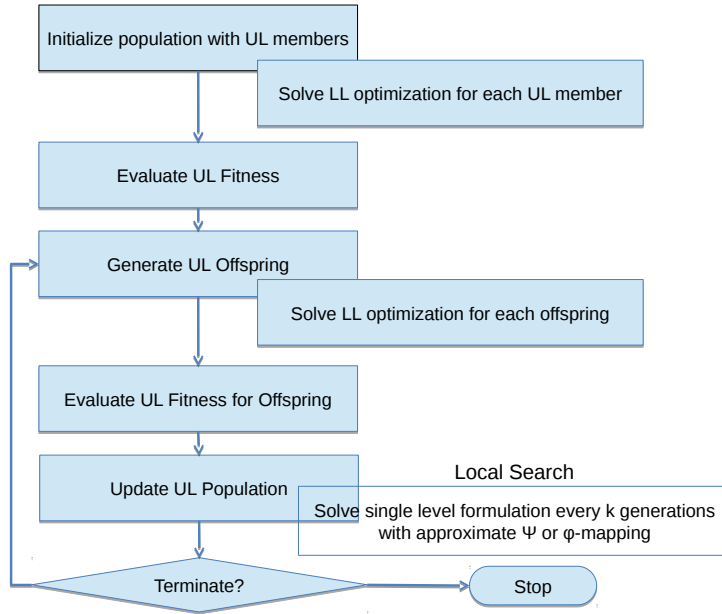 Initialize population with UL members
Solve LL optimization for each UL member
Evaluate UL Fitness
Generate UL Offspring
Solve LL optimization for each offspring
Evaluate UL Fitness for Offspring
Local Search
Update UL Population
Solve single level formulation every k generations
with approximate Ψ or φ-mapping
Terminate?
Stop